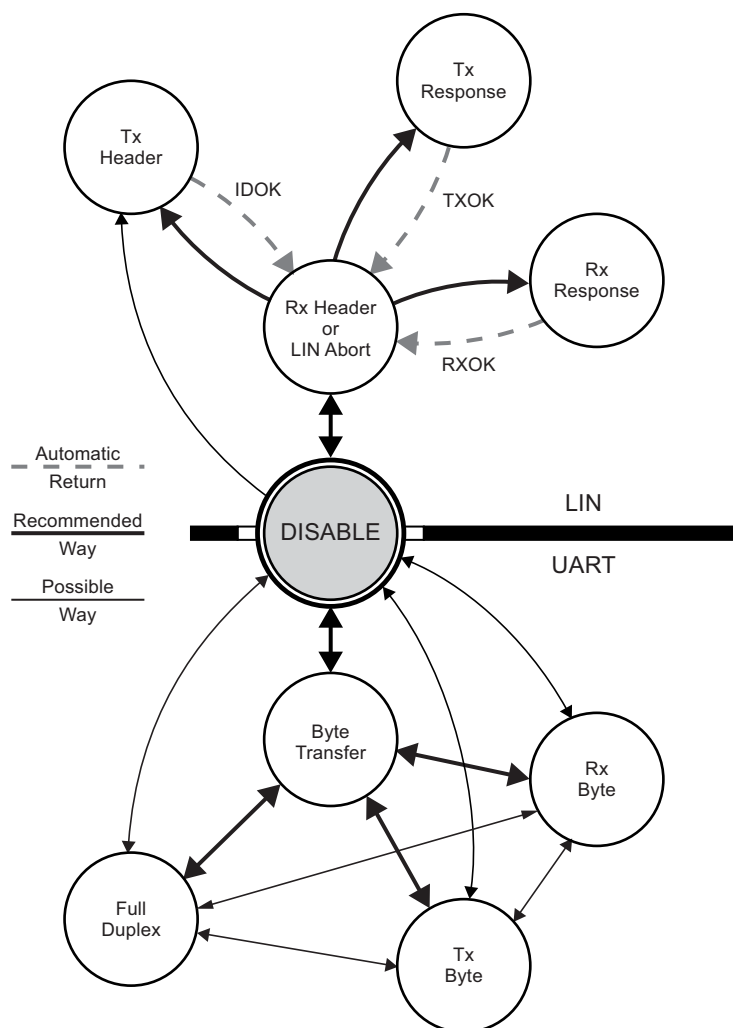 Tx
Response
Tx
Header
IDOK
TXOK
Rx
Response
Rx Header
or
LIN Abort
RXOK
Automatic
Return
Recommended
Way
Possible
Way
LIN
DISABLE
UART
Byte
Transfer
Rx
Byte
Full
Duplex
Tx
Byte